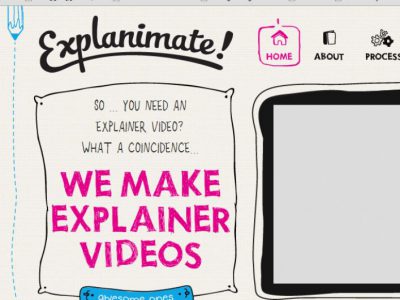 Explanimate!
HOME
ABOUT
PROCESS
SO ... YOU NEED AN
EXPLAINER VIDEO?
WHAT A COINCIDENCE...
WE MAKE
EXPLAINER
VIDEOS
awesome ones